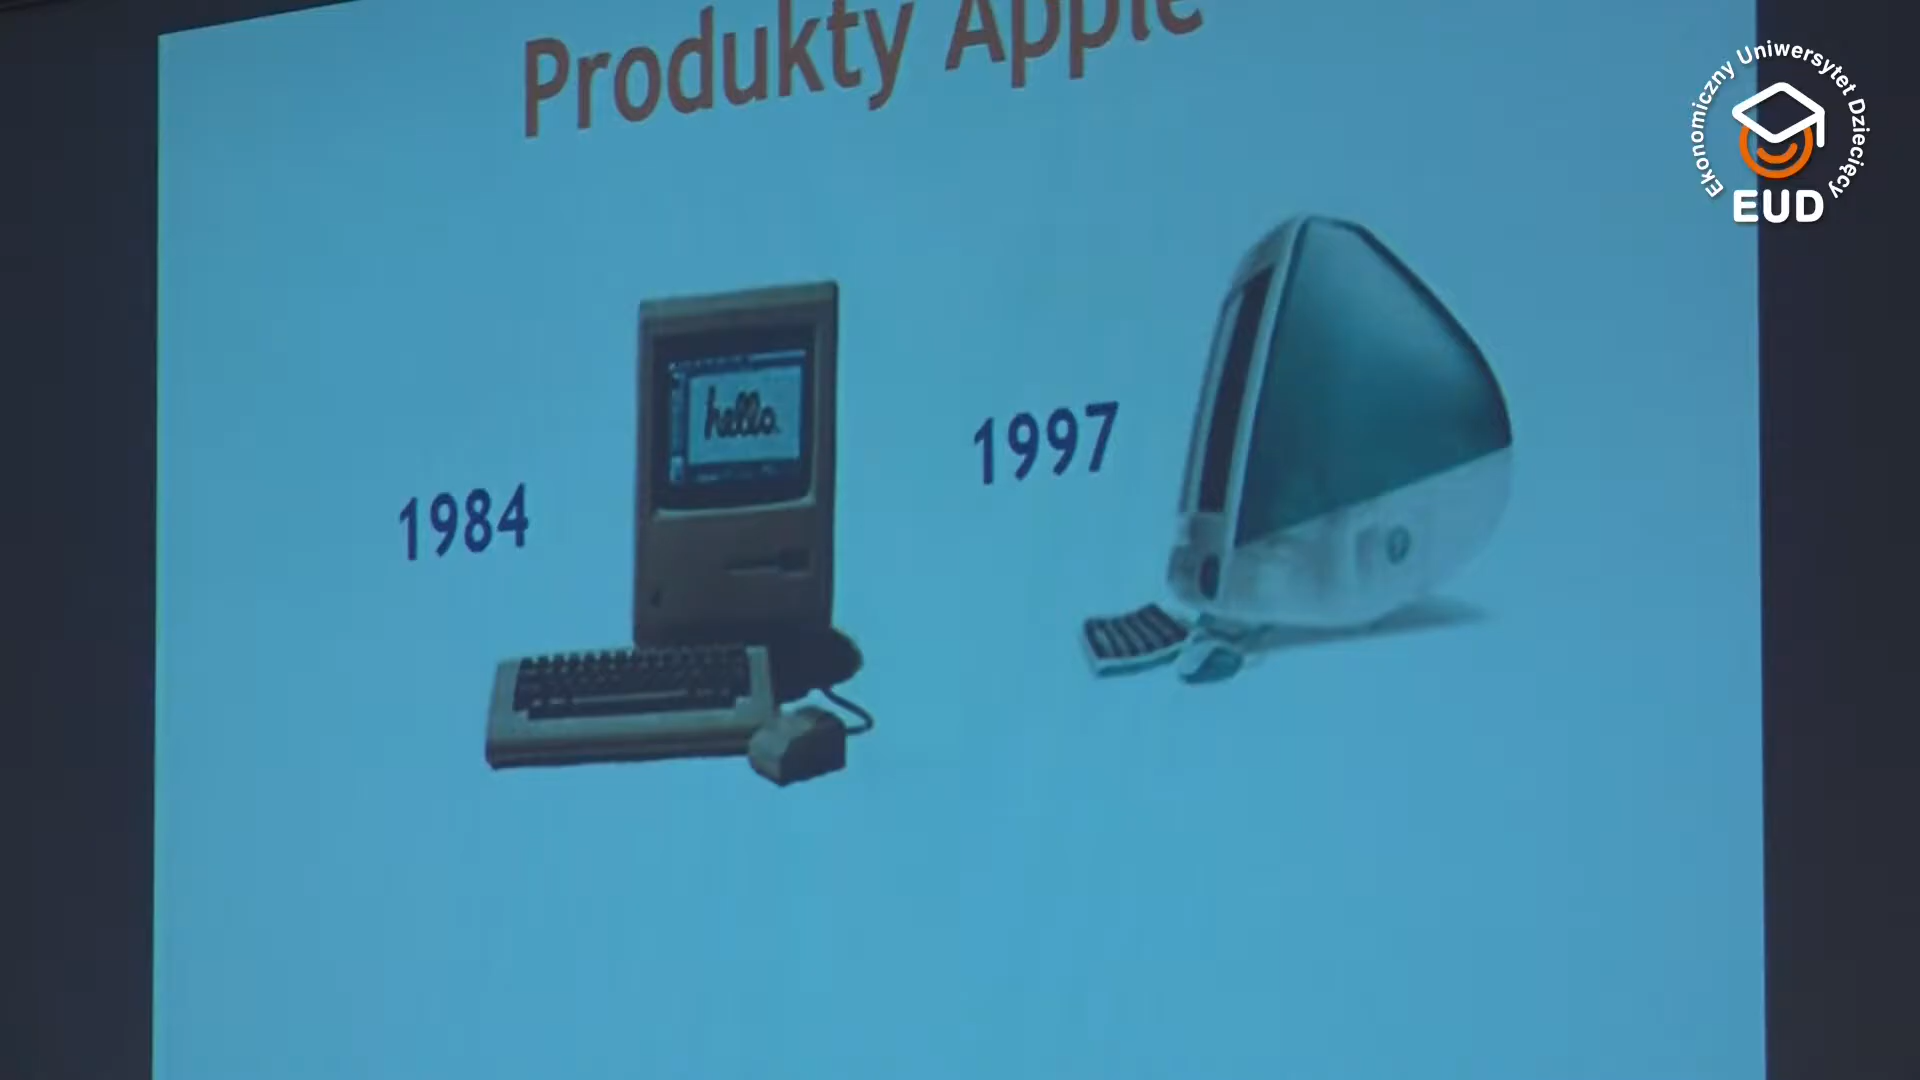 Produkty Apple
1984
hello.
1997
Ekonomiczny Uniwersytet Dziecięcy
EUD